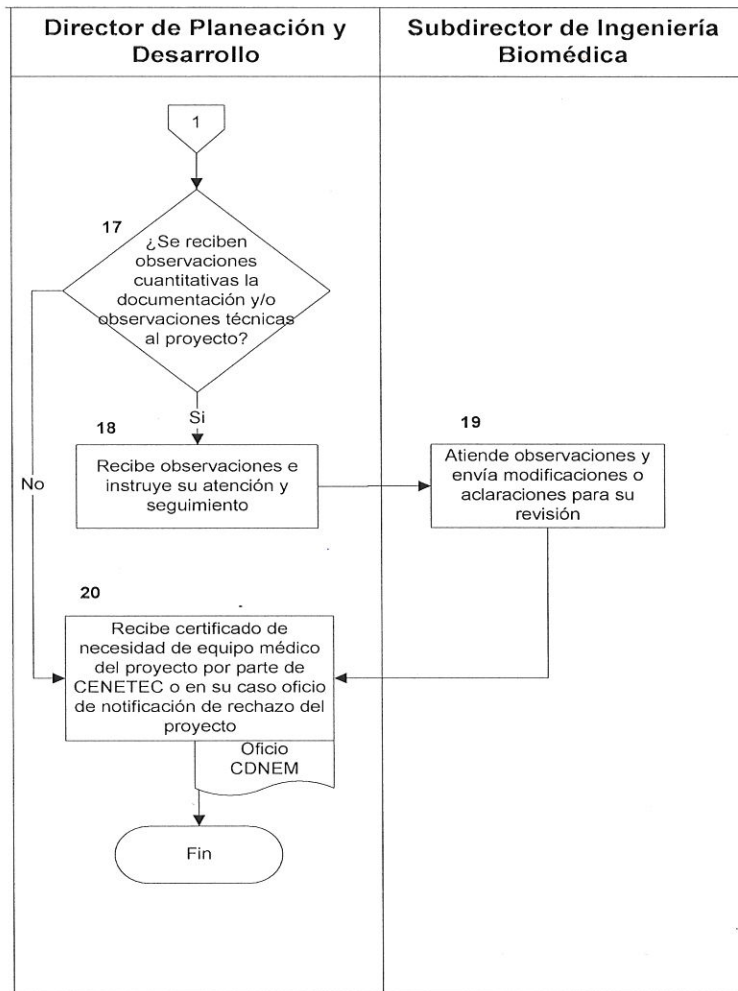 Director de Planeación y
Desarrollo
Subdirector de Ingeniería
Biomédica
1
17
¿Se reciben
observaciones
cuantitativas la
documentación y/o
observaciones técnicas
al proyecto?
Si
No
18
Recibe observaciones e
instruye su atención y
seguimiento
19
Atiende observaciones y
envía modificaciones o
aclaraciones para su
revisión
20
Recibe certificado de
necesidad de equipo médico
del proyecto por parte de
CENETEC o en su caso oficio
de notificación de rechazo del
proyecto
Oficio
CDNEM
Fin